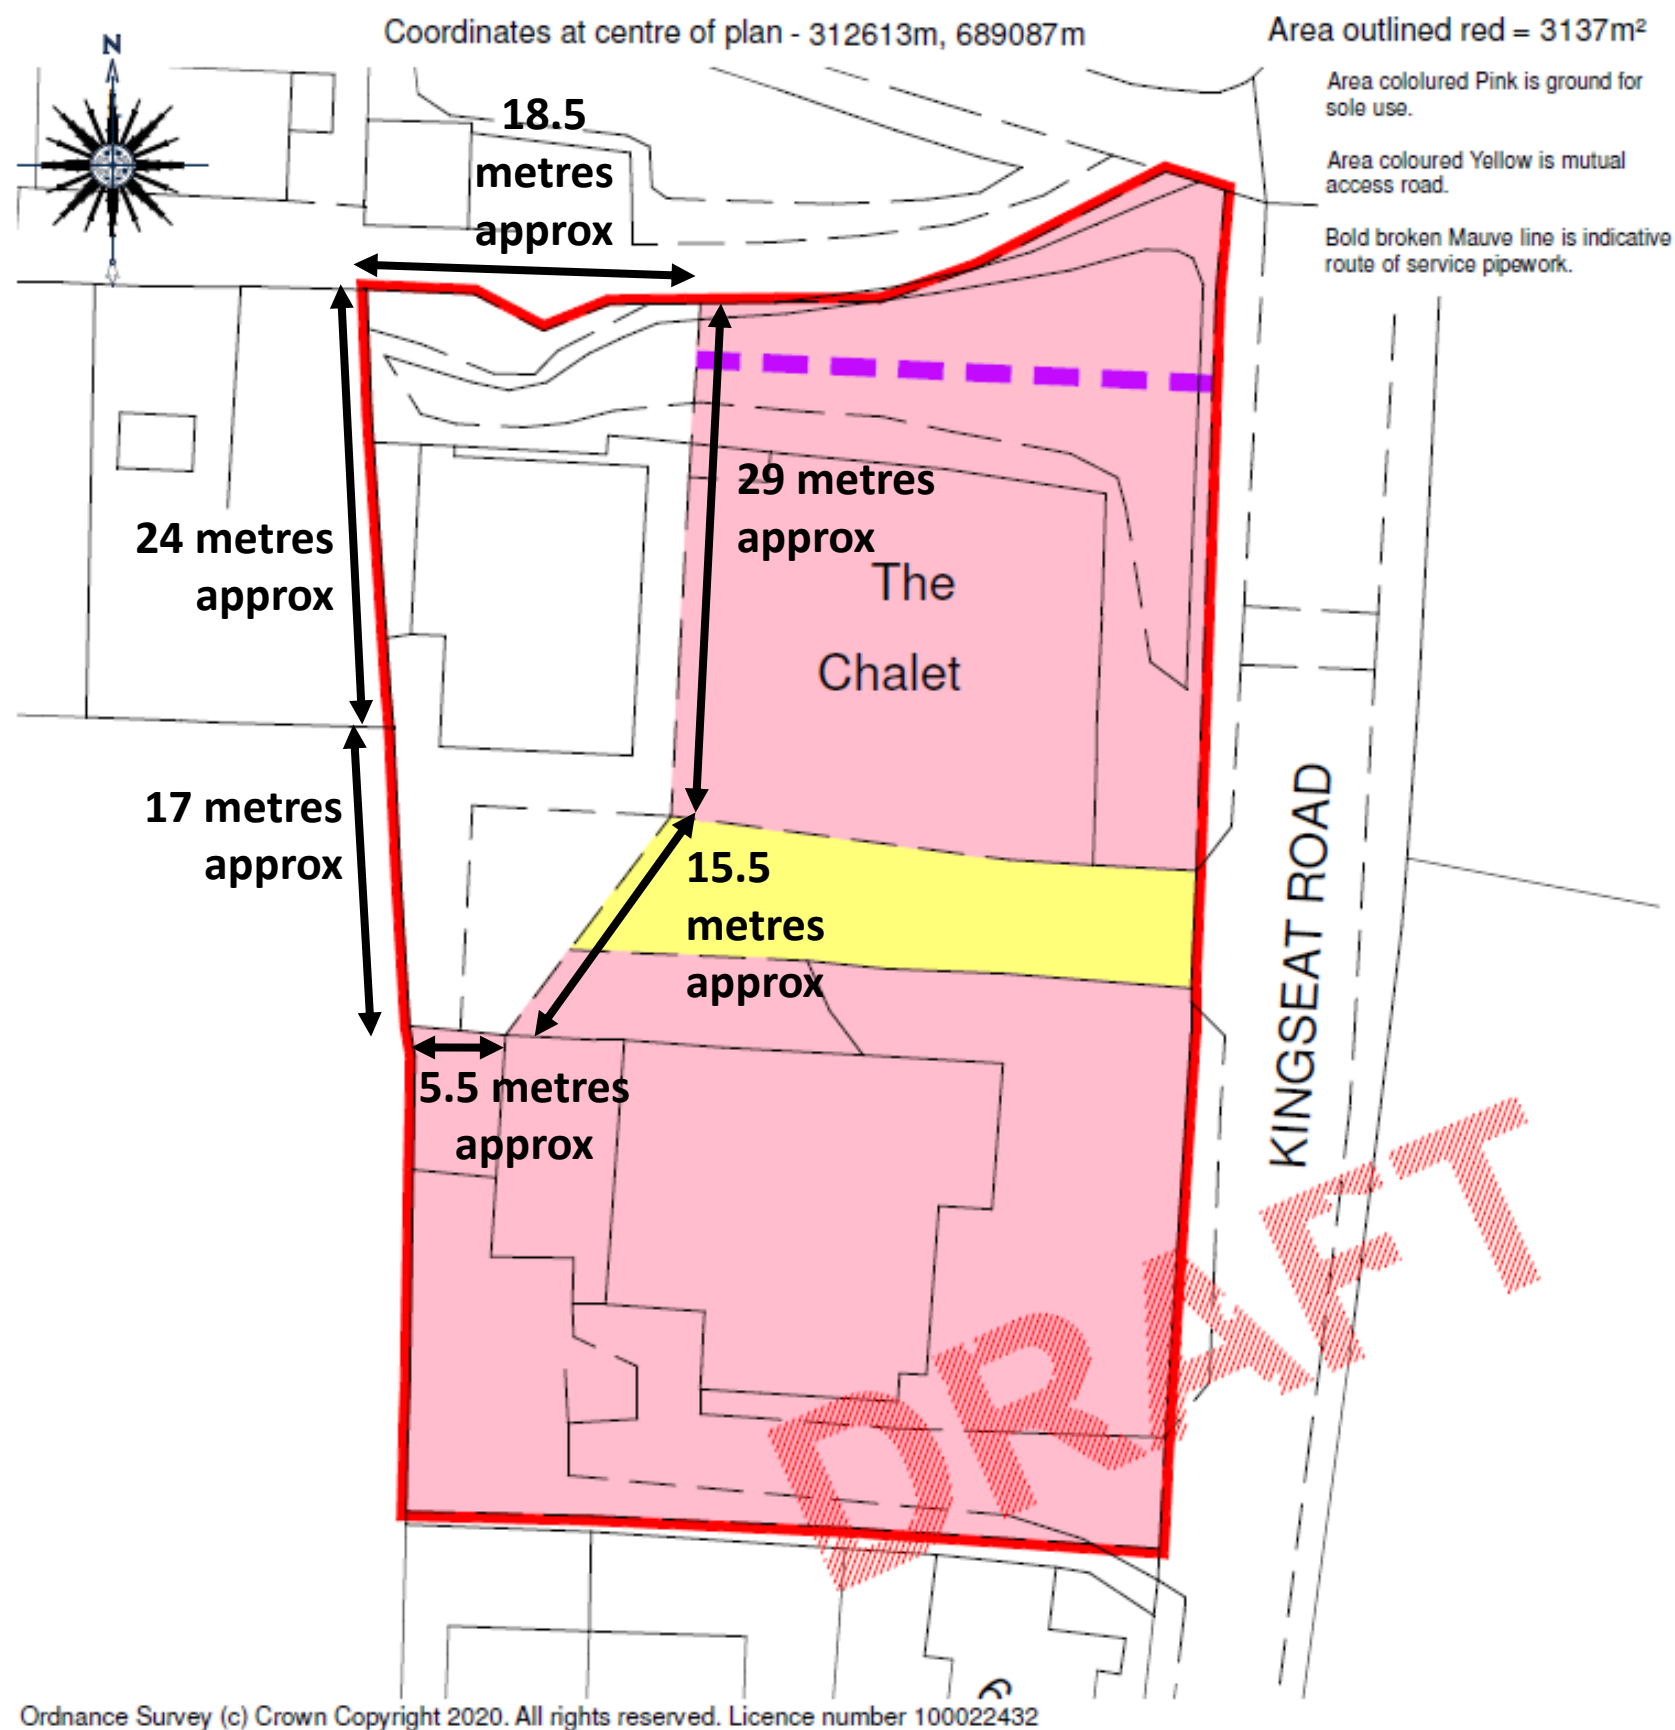 Coordinates at centre of plan - 312613m, 689087m
Area outlined red = 3137m²
Area cololured Pink is ground for
sole use.
Area coloured Yellow is mutual
access road.
Bold broken Mauve line is indicative
route of service pipework.
N
18.5
metres
approx
24 metres
approx
29 metres
approx
The
Chalet
17 metres
approx
15.5
metres
approx
5.5 metres
approx
KINGSEAT ROAD
DRAFT
Ordnance Survey (c) Crown Copyright 2020. All rights reserved. Licence number 100022432